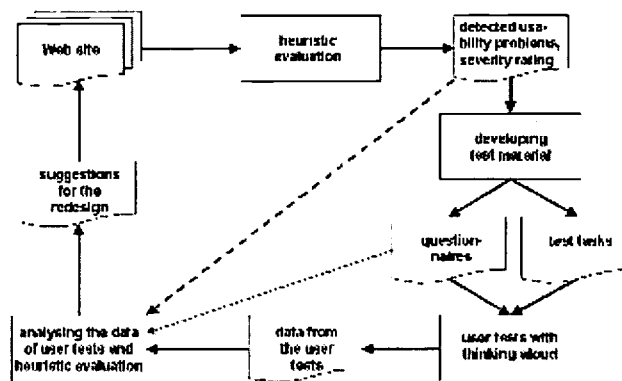 Web site
heuristic
evaluation
detected usa-
bility problems,
severity rating
developing
test material
suggestions
for the
redesign
question-
naires
test tasks
analysing the data
of user tests and
heuristic evaluation
data from
the user
tests
user tests with
thinking aloud